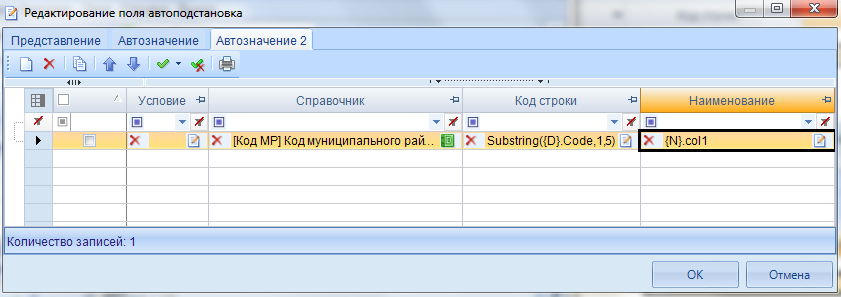 Редактирование поля автоподстановка
Представление Автозначение Автозначение 2
Условие Справочник Код строки Наименование
[Код МР] Код муниципального рай... Substring({D}.Code,1,5) {N}.col1
Количество записей: 1
OK Отмена